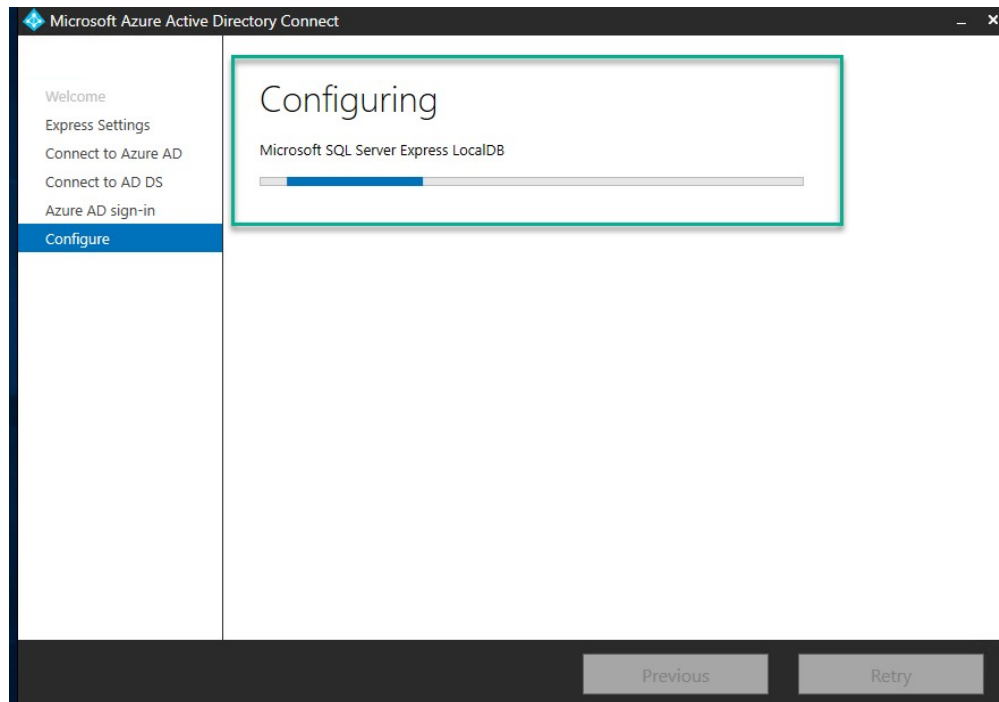 Microsoft Azure Active Directory Connect
Welcome
Express Settings
Connect to Azure AD
Connect to AD DS
Azure AD sign-in
Configure
Configuring
Microsoft SQL Server Express LocalDB
Previous
Retry